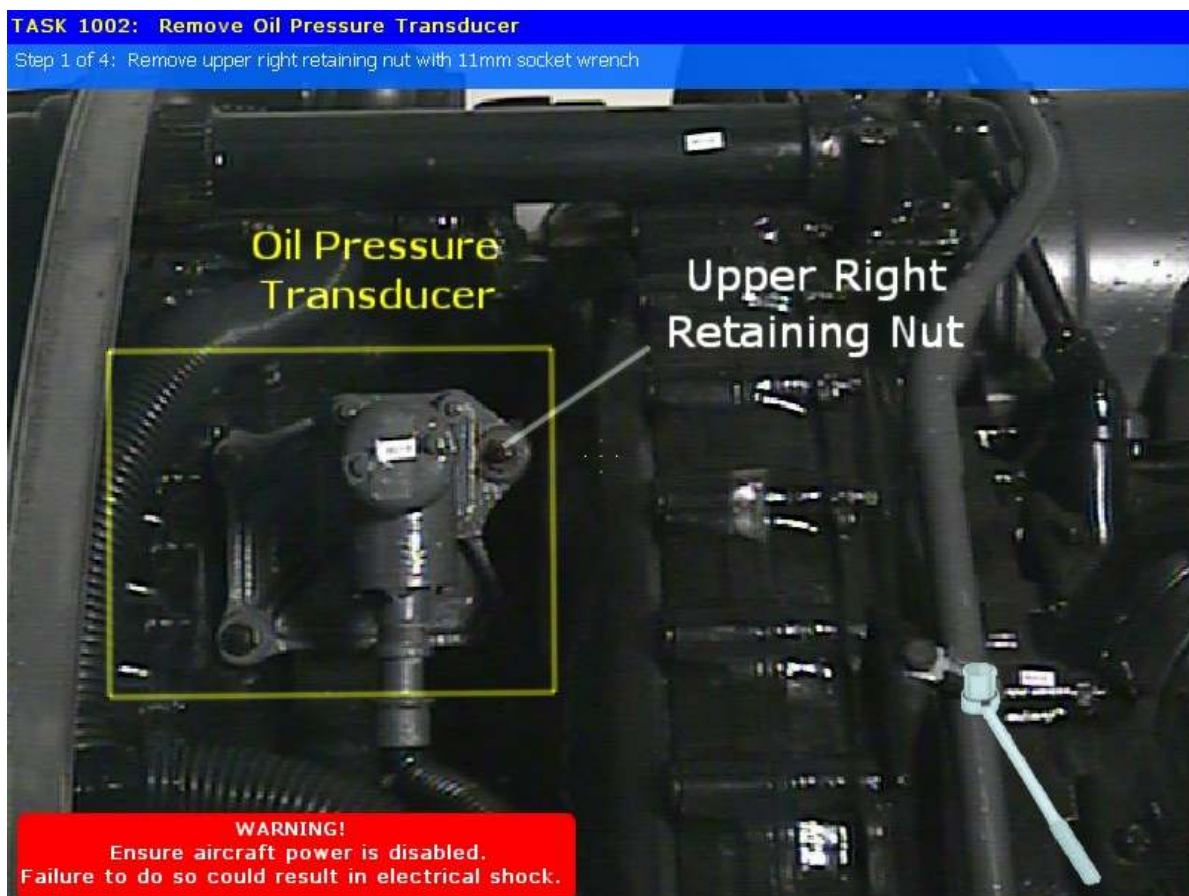 TASK 1002: Remove Oil Pressure Transducer
Step 1 of 4: Remove upper right retaining nut with 11mm socket wrench
Oil Pressure
Transducer
Upper Right
Retaining Nut
WARNING!
Ensure aircraft power is disabled.
Failure to do so could result in electrical shock.